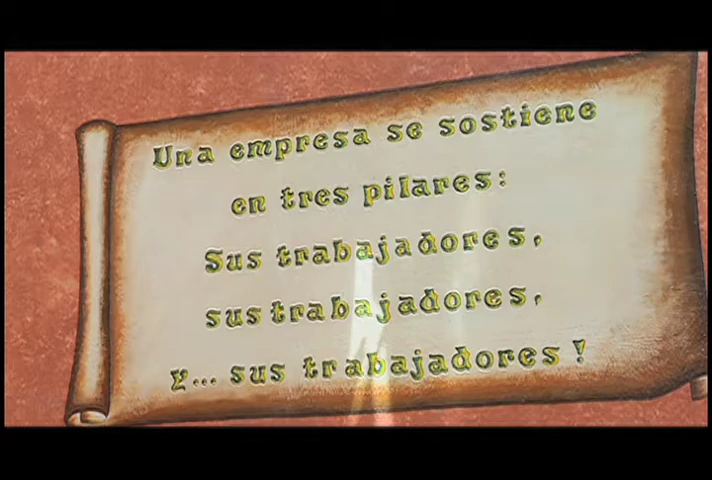 Una empresa se sostiene
en tres pilares:
Sus trabajadores,
sus trabajadores,
Y... sus trabajadores!